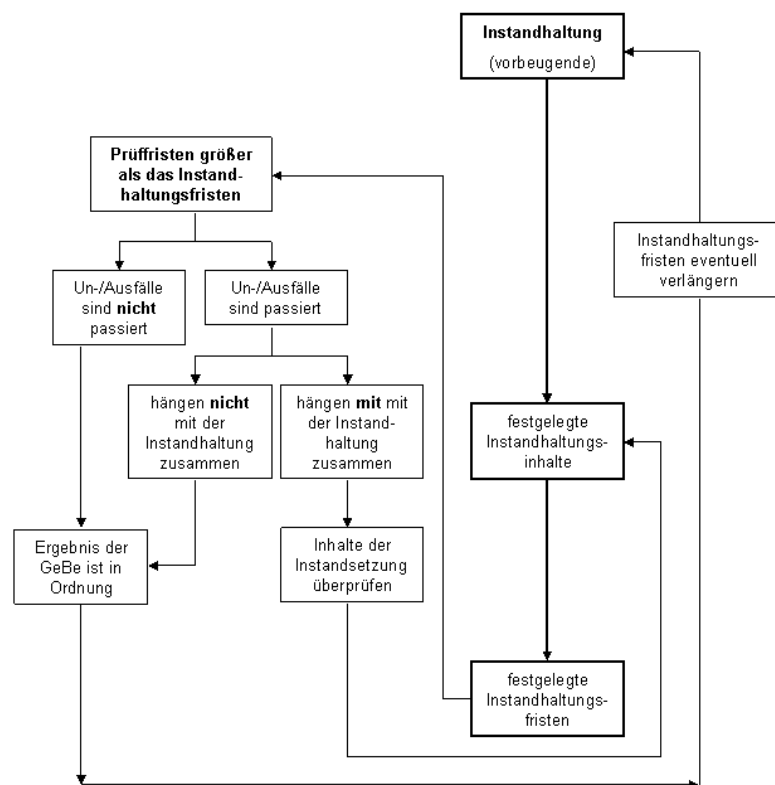 Instandhaltung
(vorbeugende)
Prüffristen größer
als das Instand-
haltungsfristen
Instandhaltungs-
fristen eventuell
verlängern
Un-/Ausfälle
sind nicht
passiert
Un-/Ausfälle
sind passiert
hängen nicht
mit der
Instandhaltung
zusammen
hängen mit mit
der Instand-
haltung
zusammen
festgelegte
Instandhaltungs-
inhalte
Ergebnis der
GeBe ist in
Ordnung
Inhalte der
Instandsetzung
überprüfen
festgelegte
Instandhaltungs-
fristen